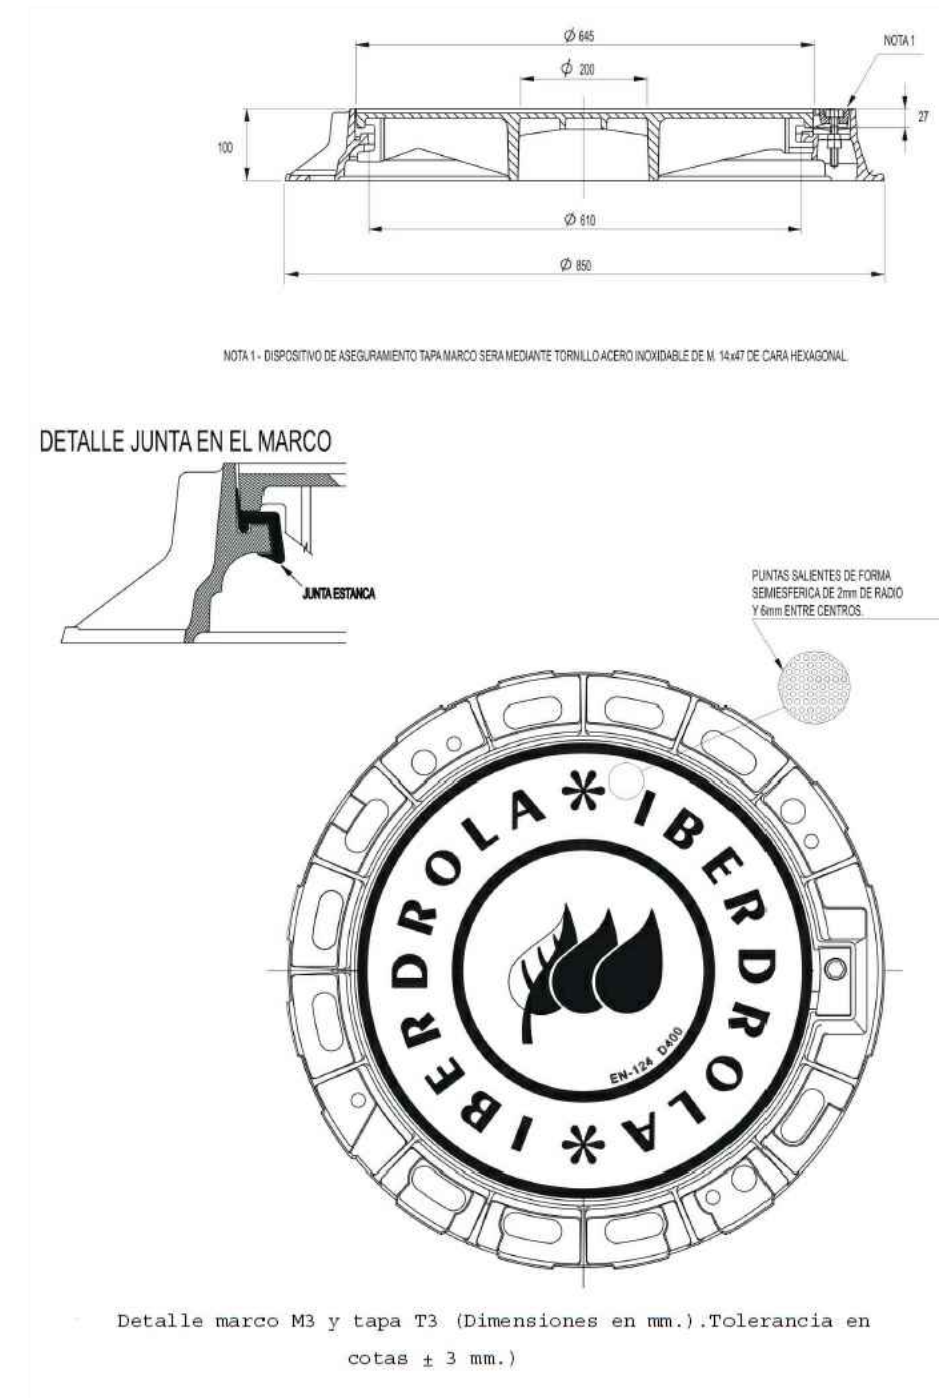 Ø 645
NOTA 1
Ø 200
27
100
Ø 610
Ø 850
NOTA 1 - DISPOSITIVO DE ASEGURAMIENTO TAPA MARCO SERA MEDIANTE TORNILLO ACERO INOXIDABLE DE M. 14x47 DE CARA HEXAGONAL.
DETALLE JUNTA EN EL MARCO
JUNTA ESTANCA
PUNTAS SALIENTES DE FORMA
SEMIESFERICA DE 2mm DE RADIO
Y 6mm ENTRE CENTROS.
IBERDROLA * IBERDROLA *
EN-124 D400
Detalle marco M3 y tapa T3 (Dimensiones en mm.).Tolerancia en
cotas ± 3 mm.)